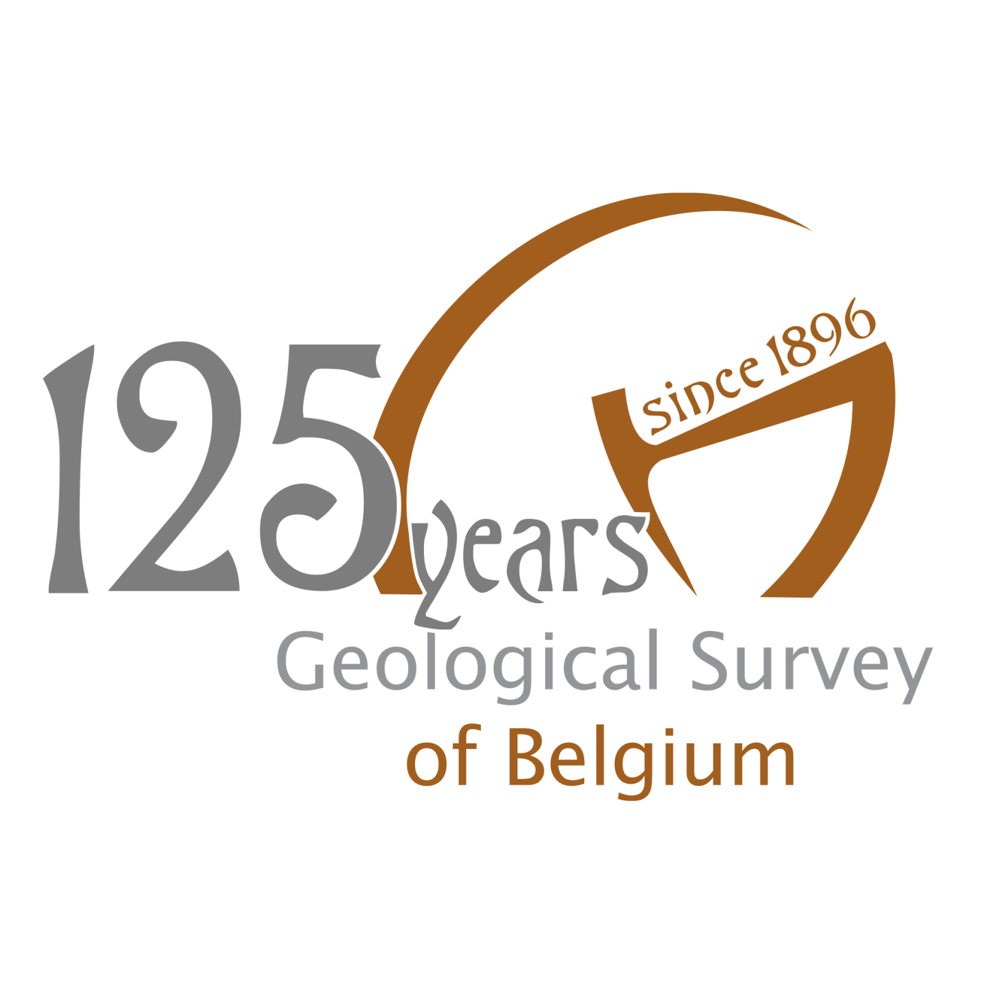 125 years
since 1896
Geological Survey
of Belgium